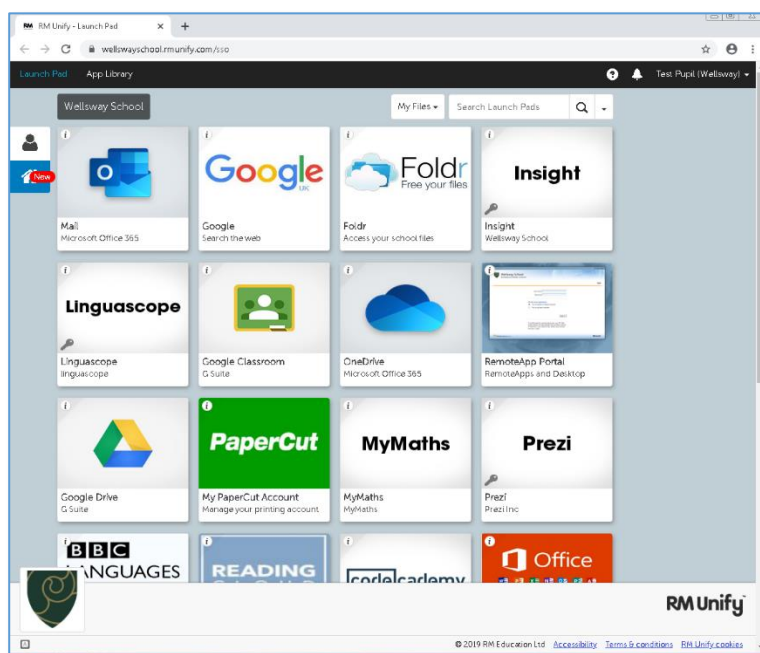 RM Unify - Launch Pad
wellswayschool.rmunify.com/sso
Launch Pad App Library Test Pupil (Wellsway)
Wellsway School My Files Search Launch Pads
New
Google UK
Foldr Free your files
Insight
Mail
Microsoft Office 365
Google
Search the web
Foldr
Access your school files
Insight
Wellsway School
Linguascope
Linguascope
linguascope
Google Classroom
G Suite
OneDrive
Microsoft Office 365
RemoteApp Portal
RemoteApps and Desktop
PaperCut
MyMaths
Prezi
Google Drive
G Suite
My PaperCut Account
Manage your printing account
MyMaths
MyMaths
Prezi
Prezi Inc
BBC
LANGUAGES
READING
codecademy
Office
RM Unify
© 2019 RM Education Ltd Accessibility Terms & conditions RM Unify cookies